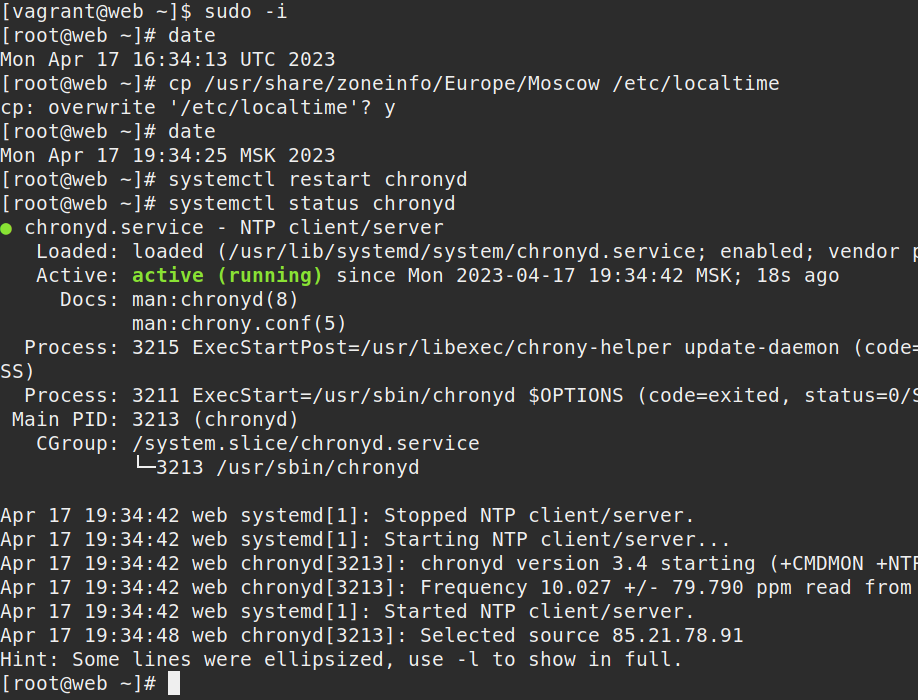 [vagrant@web ~]$ sudo -i
[root@web ~]# date
Mon Apr 17 16:34:13 UTC 2023
[root@web ~]# cp /usr/share/zoneinfo/Europe/Moscow /etc/localtime
cp: overwrite '/etc/localtime'? y
[root@web ~]# date
Mon Apr 17 19:34:25 MSK 2023
[root@web ~]# systemctl restart chronyd
[root@web ~]# systemctl status chronyd
● chronyd.service - NTP client/server
   Loaded: loaded (/usr/lib/systemd/system/chronyd.service; enabled; vendor p
   Active: active (running) since Mon 2023-04-17 19:34:42 MSK; 18s ago
     Docs: man:chronyd(8)
           man:chrony.conf(5)
  Process: 3215 ExecStartPost=/usr/libexec/chrony-helper update-daemon (code=
SS)
  Process: 3211 ExecStart=/usr/sbin/chronyd $OPTIONS (code=exited, status=0/S
 Main PID: 3213 (chronyd)
   CGroup: /system.slice/chronyd.service
           └─3213 /usr/sbin/chronyd

Apr 17 19:34:42 web systemd[1]: Stopped NTP client/server.
Apr 17 19:34:42 web systemd[1]: Starting NTP client/server...
Apr 17 19:34:42 web chronyd[3213]: chronyd version 3.4 starting (+CMDMON +NTP
Apr 17 19:34:42 web chronyd[3213]: Frequency 10.027 +/- 79.790 ppm read from
Apr 17 19:34:42 web systemd[1]: Started NTP client/server.
Apr 17 19:34:48 web chronyd[3213]: Selected source 85.21.78.91
Hint: Some lines were ellipsized, use -l to show in full.
[root@web ~]#